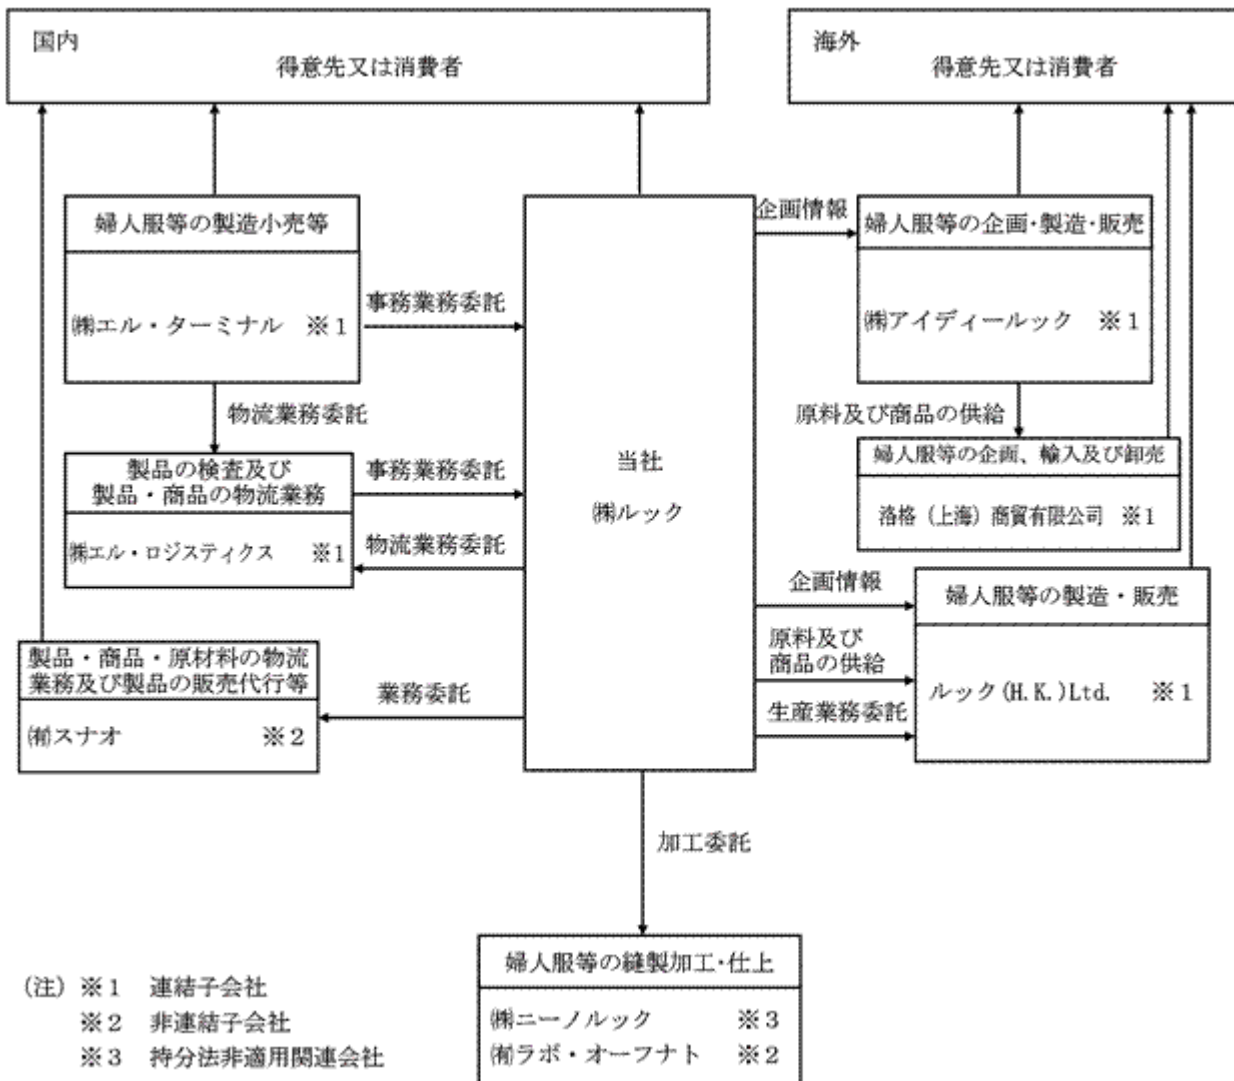 国内
得意先又は消費者
海外
得意先又は消費者
婦人服等の製造小売等
㈱エル・ターミナル ※1
事務業務委託
物流業務委託
製品の検査及び
製品・商品の物流業務
㈱エル・ロジスティクス ※1
事務業務委託
物流業務委託
製品・商品・原材料の物流
業務及び製品の販売代行等
㈲スナオ ※2
業務委託
当社
㈱ルック
企画情報
婦人服等の企画・製造・販売
㈱アイディールック ※1
原料及び商品の供給
婦人服等の企画、輸入及び卸売
洛格（上海）商貿有限公司 ※1
企画情報
原料及び
商品の供給
生産業務委託
婦人服等の製造・販売
ルック(H.K.)Ltd. ※1
加工委託
婦人服等の縫製加工・仕上
㈱ニーノルック ※3
㈲ラボ・オーフナト ※2
(注) ※1 連結子会社
※2 非連結子会社
※3 持分法非適用関連会社